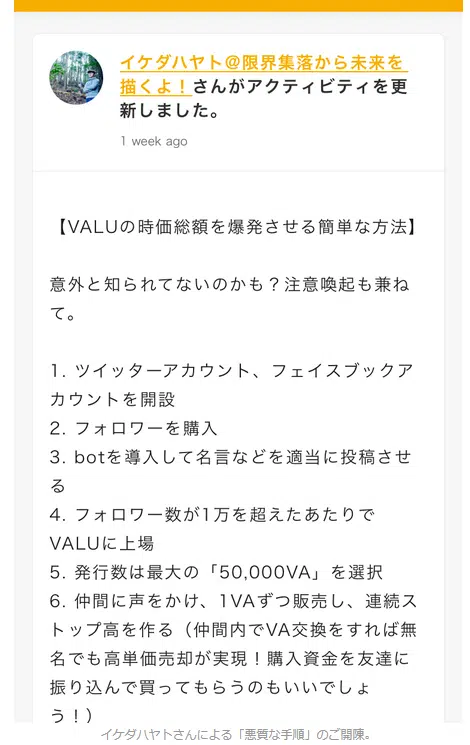 イケダハヤト＠限界集落から未来を
描くよ！さんがアクティビティを更
新しました。
1 week ago
【VALUの時価総額を爆発させる簡単な方法】
意外と知られてないのかも？注意喚起も兼ね
て。
1. ツイッターアカウント、フェイスブックア
カウントを開設
2. フォロワーを購入
3. botを導入して名言などを適当に投稿させ
る
4. フォロワー数が1万を超えたあたりで
VALUに上場
5. 発行数は最大の「50,000VA」を選択
6. 仲間に声をかけ、1VAずつ販売し、連続ス
トップ高を作る（仲間内でVA交換をすれば無
名でも高単価売却が実現！購入資金を友達に
振り込んで買ってもらうのもいいでしょ
う！）
イケダハヤトさんによる「悪質な手順」のご開陳。